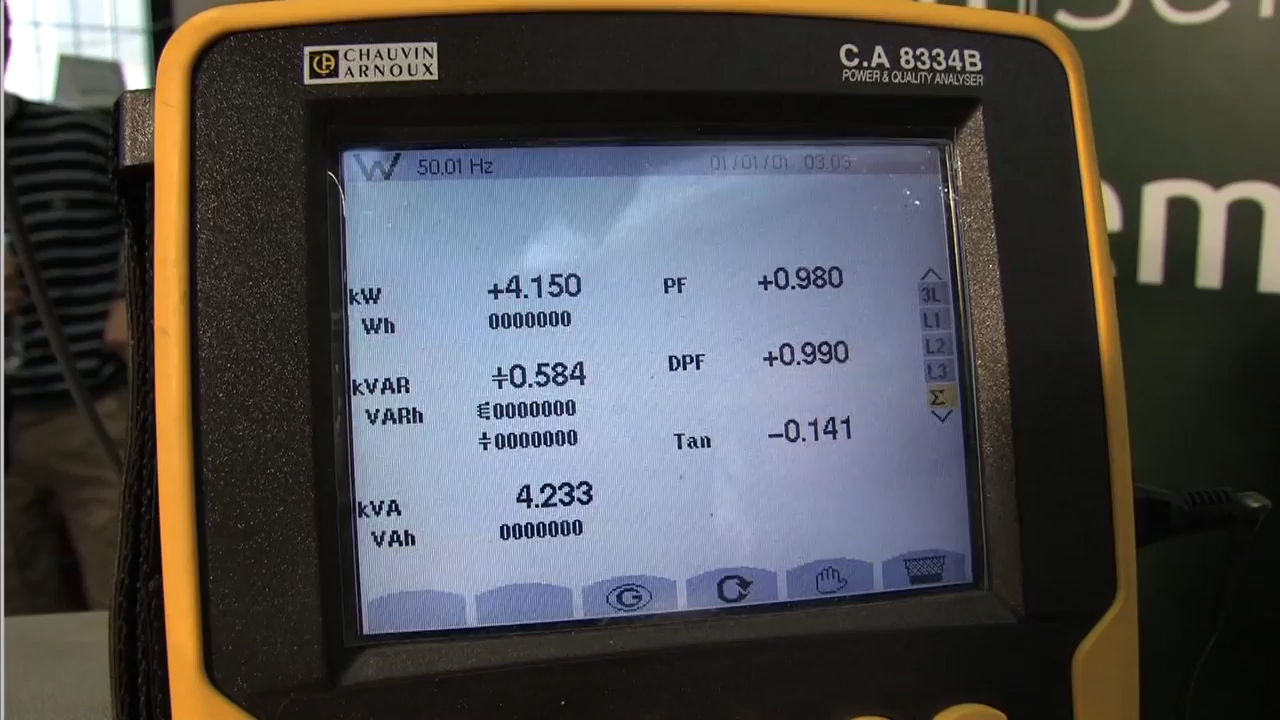 CHAUVIN
ARNOUX
C.A 8334B
POWER & QUALITY ANALYSER
W 50.01 Hz 01/01/01 03:03
kW +4.150 PF +0.980
Wh 0000000
kVAR ÷0.584 DPF +0.990
VARh 0000000
÷0000000 Tan −0.141
kVA 4.233
VAh 0000000
3L
L1
L2
L3
Σ
G
em